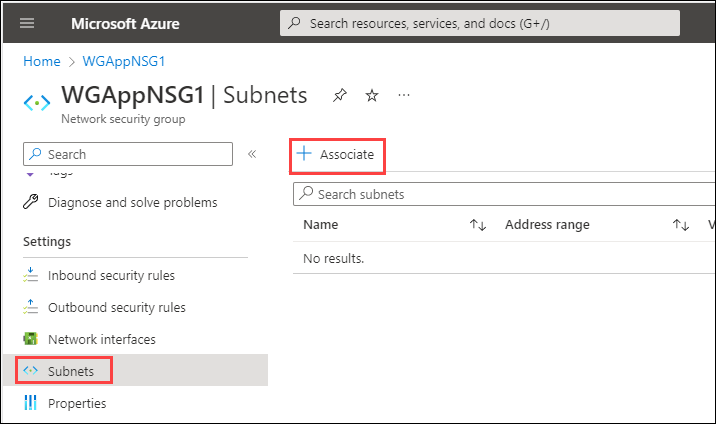 Microsoft Azure
Search resources, services, and docs (G+/)
Home > WGAppNSG1
WGAppNSG1 | Subnets
Network security group
Search
«
+ Associate
Diagnose and solve problems
Search subnets
Settings
Name
Address range
V
No results.
Inbound security rules
Outbound security rules
Network interfaces
Subnets
Properties